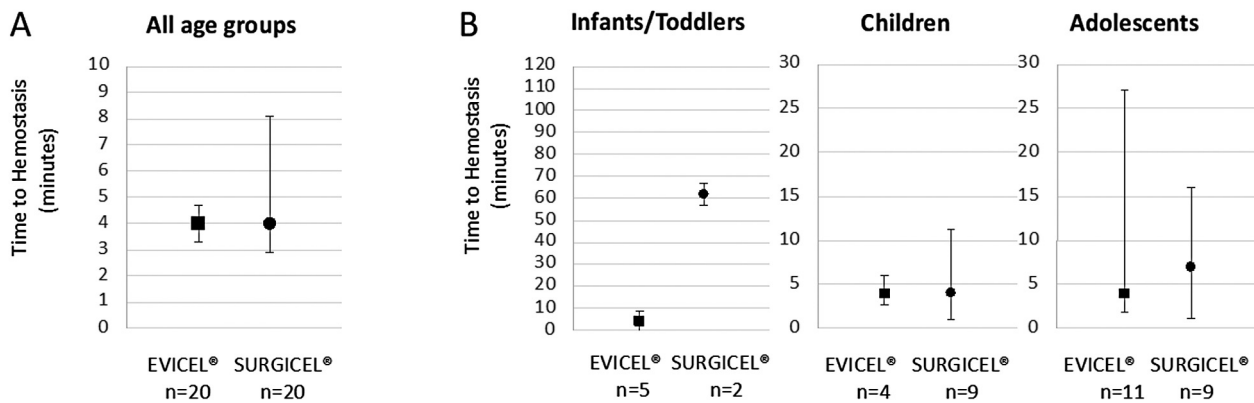 A
All age groups
Time to Hemostasis
(minutes)
10
9
8
7
6
5
4
3
2
1
0
EVICEL® SURGICEL®
n=20 n=20
B
Infants/Toddlers
Time to Hemostasis
(minutes)
120
110
100
90
80
70
60
50
40
30
20
10
0
EVICEL® SURGICEL®
n=5 n=2
Children
30
25
20
15
10
5
0
EVICEL® SURGICEL®
n=4 n=9
Adolescents
30
25
20
15
10
5
0
EVICEL® SURGICEL®
n=11 n=9